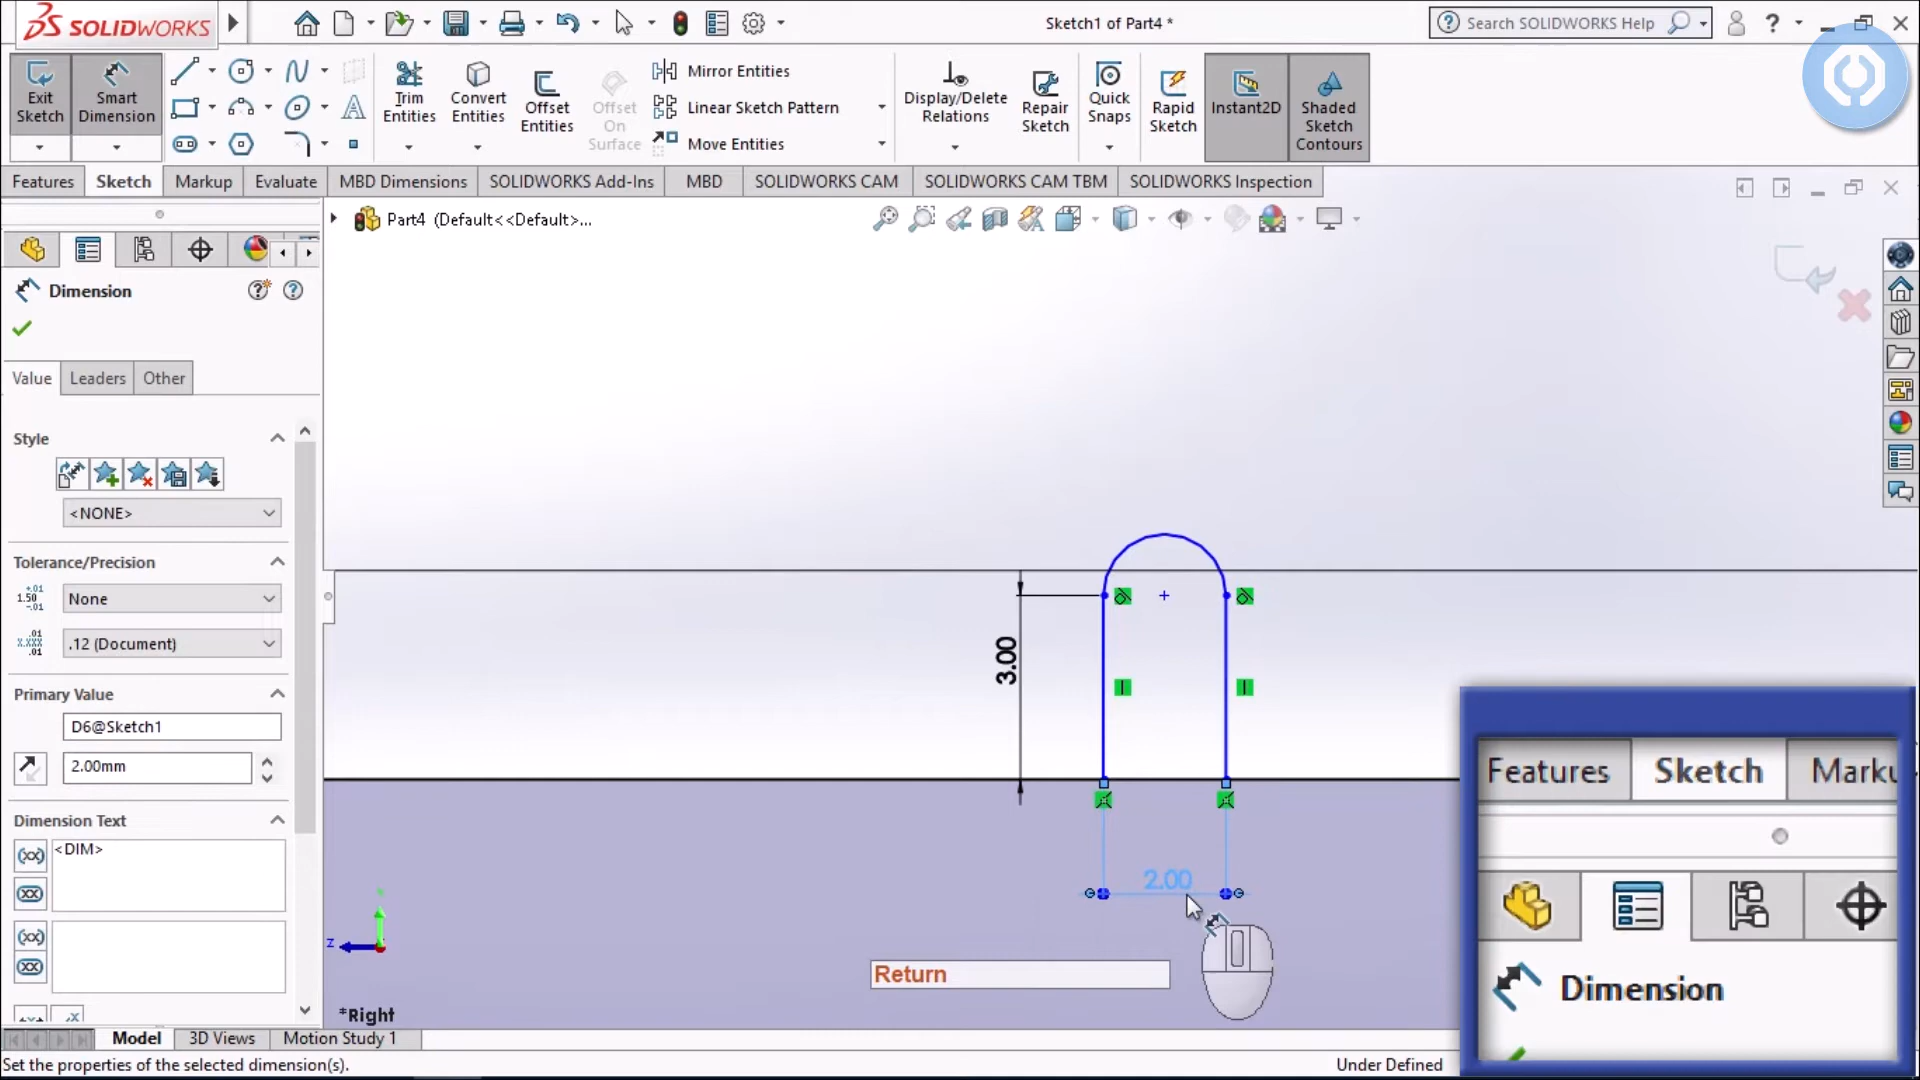 SOLIDWORKS
Sketch1 of Part4 *
Search SOLIDWORKS Help
?
Exit Sketch
Smart Dimension
Trim Entities
Convert Entities
Offset Entities
Offset On Surface
Mirror Entities
Linear Sketch Pattern
Move Entities
Display/Delete Relations
Repair Sketch
Quick Snaps
Rapid Sketch
Instant2D
Shaded Sketch Contours
Features
Sketch
Markup
Evaluate
MBD Dimensions
SOLIDWORKS Add-Ins
MBD
SOLIDWORKS CAM
SOLIDWORKS CAM TBM
SOLIDWORKS Inspection
Part4 (Default<<Default>...
Dimension
Value
Leaders
Other
Style
<NONE>
Tolerance/Precision
None
.12 (Document)
Primary Value
D6@Sketch1
2.00mm
Dimension Text
<DIM>
3.00
2.00
Return
z
*Right
Features
Sketch
Marku
Dimension
Model
3D Views
Motion Study 1
Set the properties of the selected dimension(s).
Under Defined